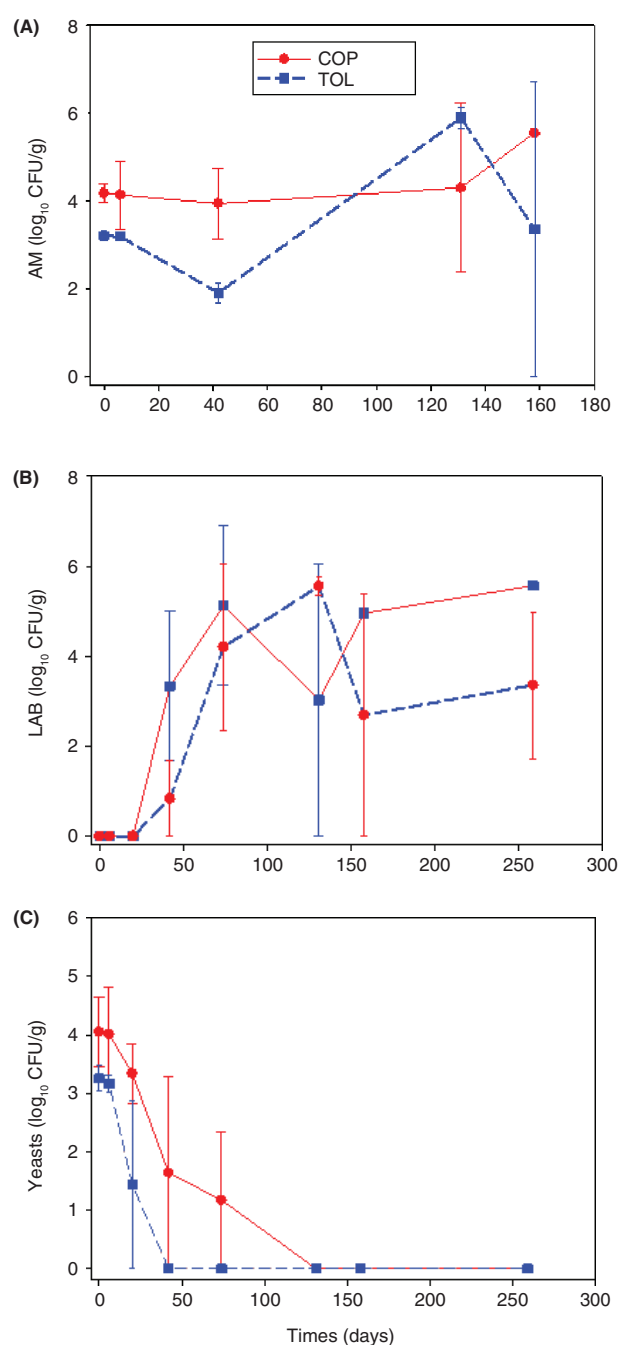 (A)
8
6
4
2
0
AM (log₁₀ CFU/g)
COP
TOL
0 20 40 60 80 100 120 140 160 180
(B)
8
6
4
2
0
LAB (log₁₀ CFU/g)
0 50 100 150 200 250 300
(C)
6
5
4
3
2
1
0
Yeasts (log₁₀ CFU/g)
0 50 100 150 200 250 300
Times (days)